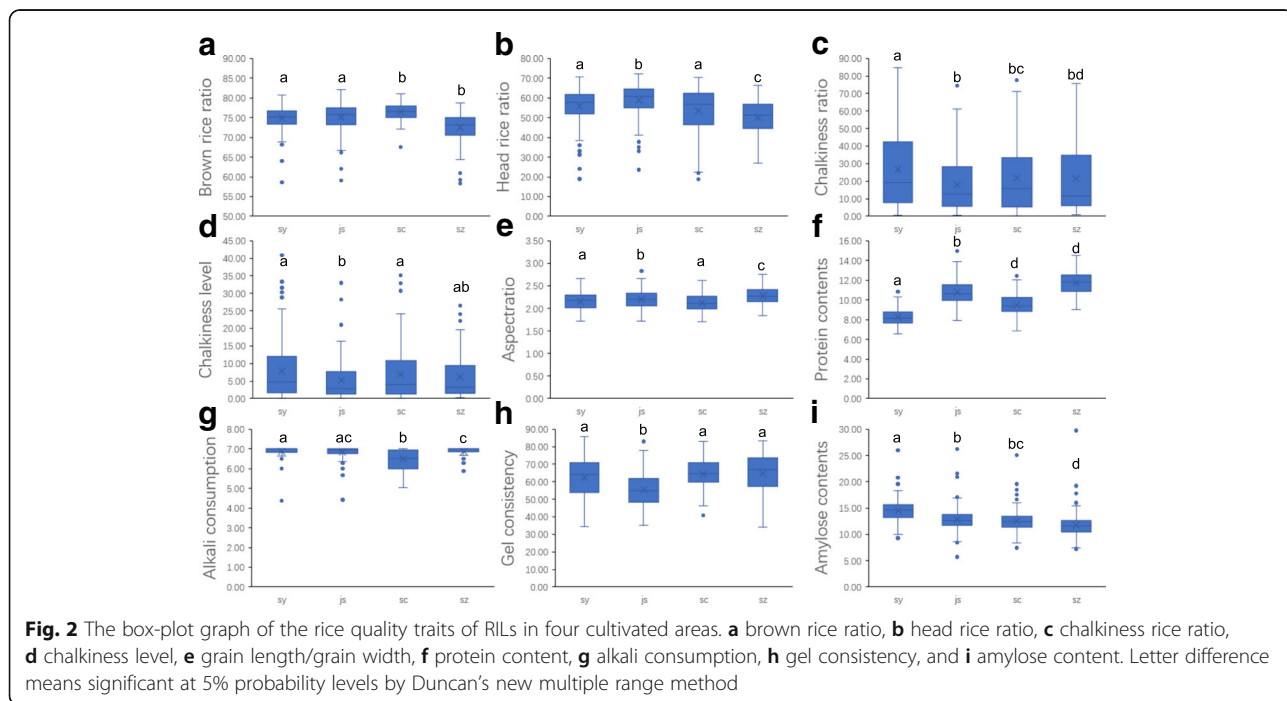 a
b
c
90.00
85.00
80.00
75.00
70.00
65.00
60.00
55.00
50.00
Brown rice ratio
a
a
b
b
sy
js
sc
sz
80.00
70.00
60.00
50.00
40.00
30.00
20.00
10.00
0.00
Head rice ratio
a
b
a
c
sy
js
sc
sz
90.00
80.00
70.00
60.00
50.00
40.00
30.00
20.00
10.00
0.00
Chalkiness ratio
a
b
bc
bd
sy
js
sc
sz
d
e
f
45.00
40.00
35.00
30.00
25.00
20.00
15.00
10.00
5.00
0.00
Chalkiness level
a
b
a
ab
sy
js
sc
sz
3.50
3.00
2.50
2.00
1.50
1.00
0.50
0.00
Aspectratio
a
b
a
c
sy
js
sc
sz
16.00
14.00
12.00
10.00
8.00
6.00
4.00
2.00
0.00
Protein contents
a
b
d
d
sy
js
sc
sz
g
h
i
8.00
7.00
6.00
5.00
4.00
3.00
2.00
1.00
0.00
Alkali consumption
a
ac
b
c
sy
js
sc
sz
90.00
80.00
70.00
60.00
50.00
40.00
30.00
20.00
10.00
0.00
Gel consistency
a
b
a
a
sy
js
sc
sz
30.00
25.00
20.00
15.00
10.00
5.00
0.00
Amylose contents
a
b
bc
d
sy
js
sc
sz
Fig. 2 The box-plot graph of the rice quality traits of RILs in four cultivated areas. a brown rice ratio, b head rice ratio, c chalkiness rice ratio,
d chalkiness level, e grain length/grain width, f protein content, g alkali consumption, h gel consistency, and i amylose content. Letter difference
means significant at 5% probability levels by Duncan's new multiple range method